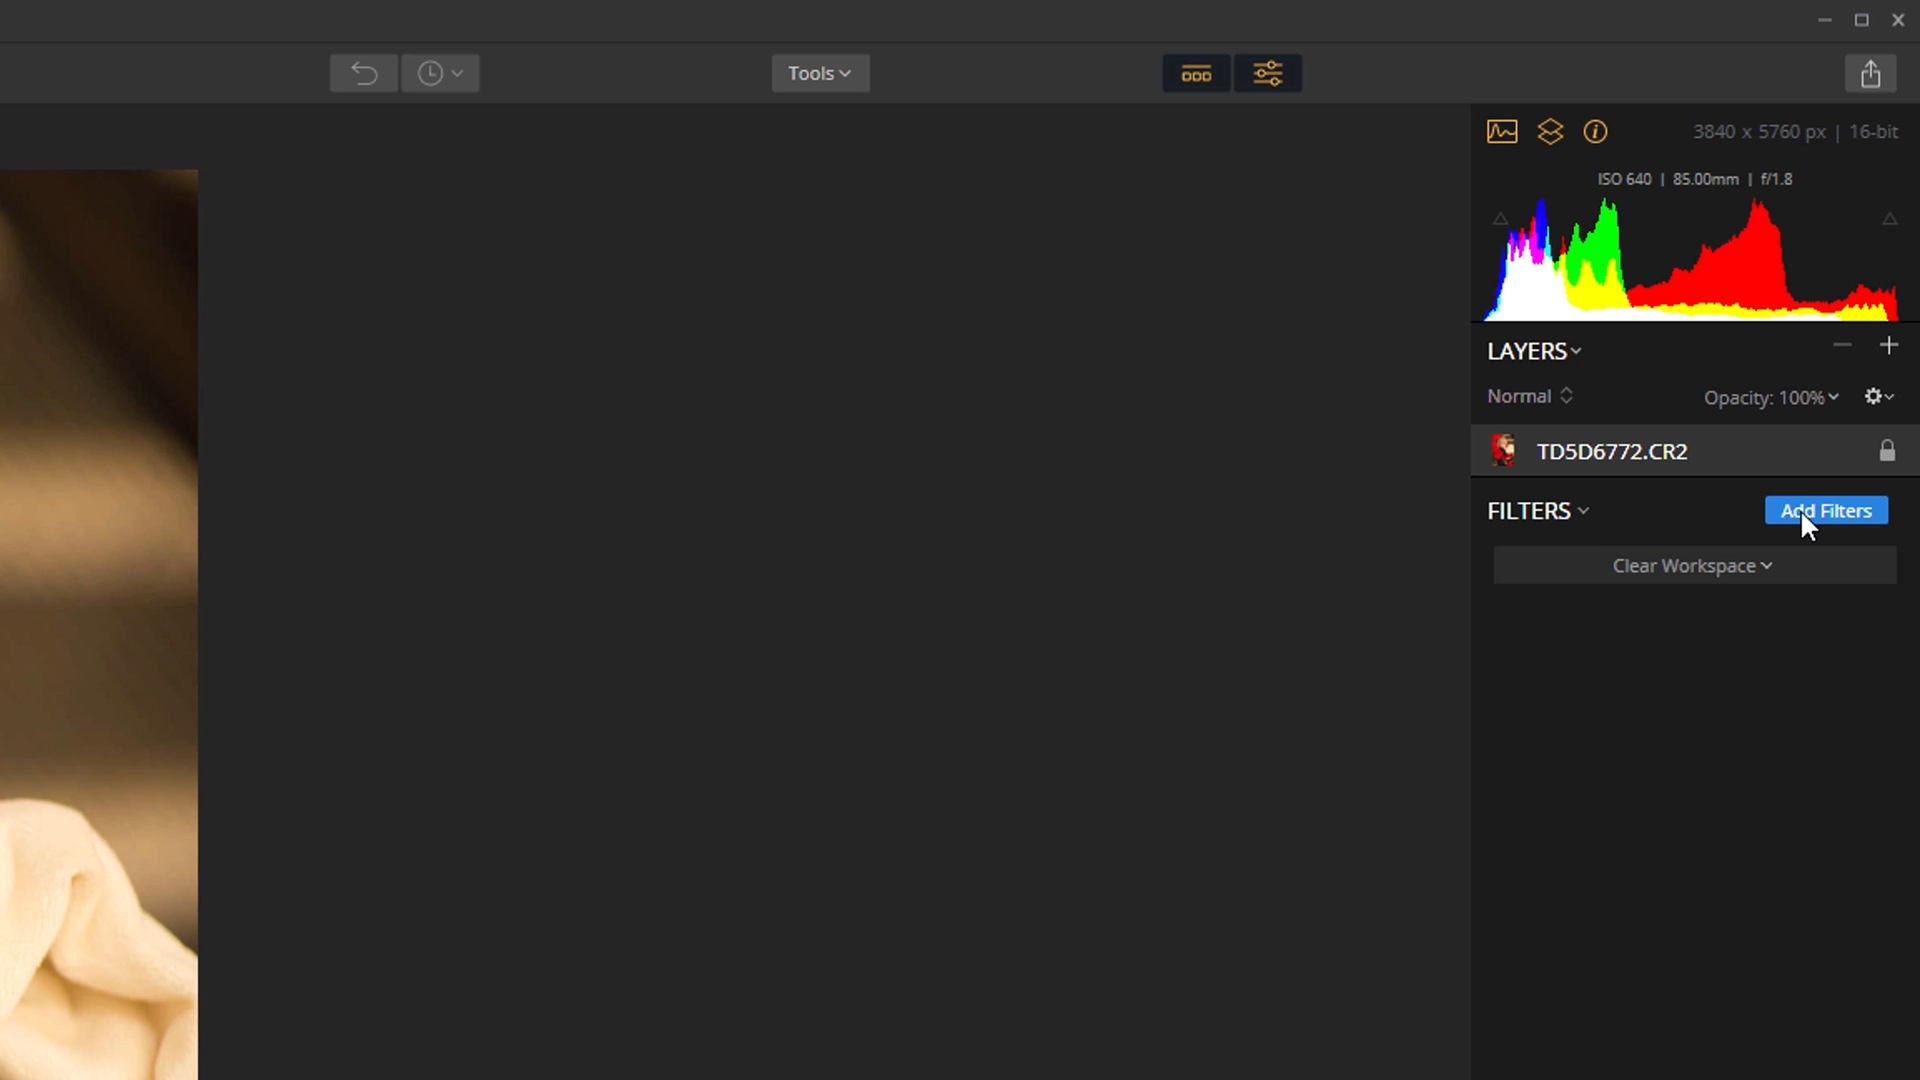 Tools
3840 x 5760 px | 16-bit
ISO 640 | 85.00mm | f/1.8
LAYERS
Normal
Opacity: 100%
TD5D6772.CR2
FILTERS
Add Filters
Clear Workspace